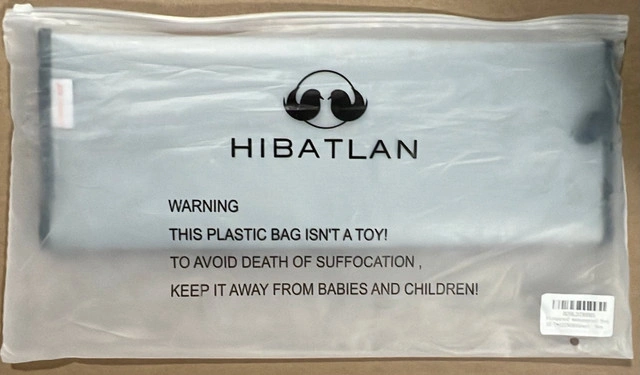 HIBATLAN
WARNING
THIS PLASTIC BAG ISN'T A TOY!
TO AVOID DEATH OF SUFFOCATION ,
KEEP IT AWAY FROM BABIES AND CHILDREN!